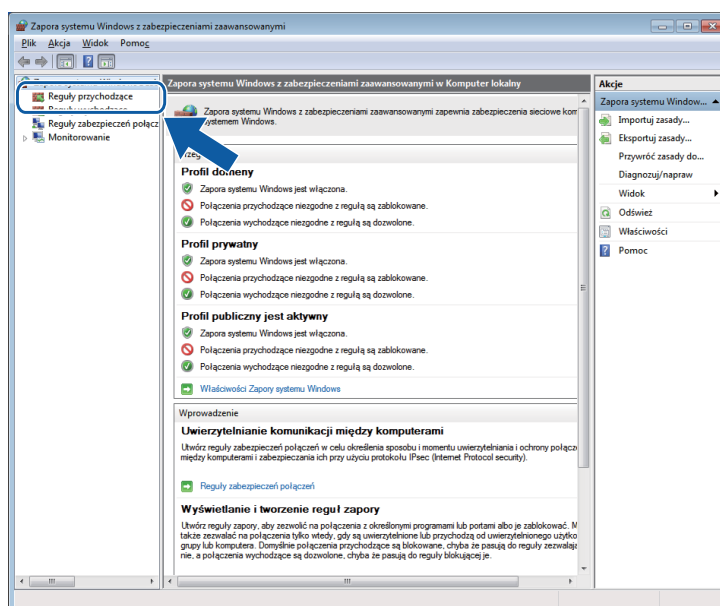 Zapora systemu Windows z zabezpieczeniami zaawansowanymi
Plik Akcja Widok Pomoc
Reguły przychodzące
Reguły zabezpieczeń połącz
Monitorowanie
Zapora systemu Windows z zabezpieczeniami zaawansowanymi w Komputer lokalny
Zapora systemu Windows z zabezpieczeniami zaawansowanymi zapewnia zabezpieczenia sieciowe kom
systemem Windows.
Profil domeny
Zapora systemu Windows jest włączona.
Połączenia przychodzące niezgodne z regułą są zablokowane.
Połączenia wychodzące niezgodne z regułą są dozwolone.
Profil prywatny
Zapora systemu Windows jest włączona.
Połączenia przychodzące niezgodne z regułą są zablokowane.
Połączenia wychodzące niezgodne z regułą są dozwolone.
Profil publiczny jest aktywny
Zapora systemu Windows jest włączona.
Połączenia przychodzące niezgodne z regułą są zablokowane.
Połączenia wychodzące niezgodne z regułą są dozwolone.
Właściwości Zapory systemu Windows
Wprowadzenie
Uwierzytelnianie komunikacji między komputerami
Utwórz reguły zabezpieczeń połączeń w celu określenia sposobu i momentu uwierzytelniania i ochrony połącze
między komputerami i zabezpieczania ich przy użyciu protokołu IPsec (Internet Protocol security).
Reguły zabezpieczeń połączeń
Wyświetlanie i tworzenie reguł zapory
Utwórz reguły zapory, aby zezwolić na połączenia z określonymi programami lub portami albo je zablokować. M
także zezwalać na połączenia tylko wtedy, gdy są uwierzytelnione lub przychodzą od uwierzytelnionego użytko
grupy lub komputera. Domyślnie połączenia przychodzące są blokowane, chyba że pasują do reguły zezwalaja
nie, a połączenia wychodzące są dozwolone, chyba że pasują do reguły blokującej je.
Akcje
Zapora systemu Window...
Importuj zasady...
Eksportuj zasady...
Przywróć zasady do...
Diagnozuj/napraw
Widok
Odśwież
Właściwości
Pomoc